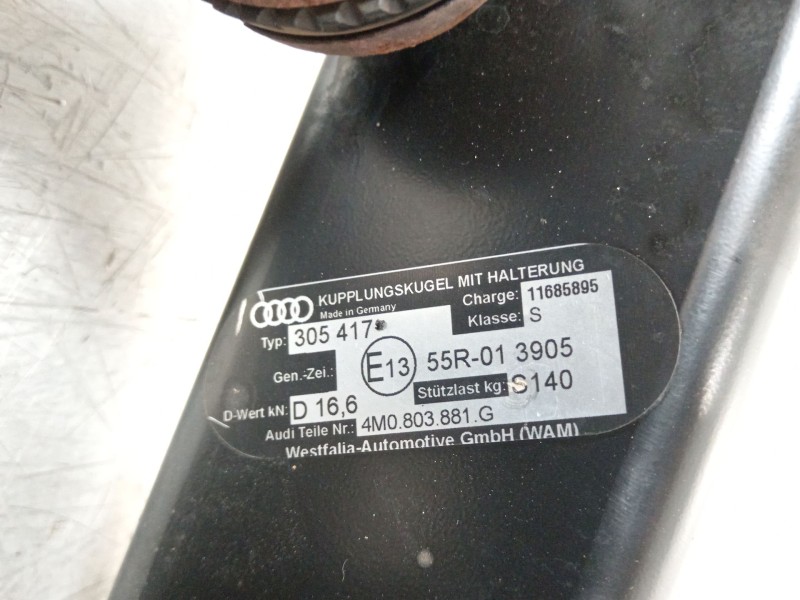 KUPPLUNGSKUGEL MIT HALTERUNG
Made in Germany
Charge: 11685895
Typ: 305 417
Klasse: S
Gen.-Zei.: E13 55R-01 3905
D-Wert kN: D 16,6 Stützlast kg: S140
Audi Teile Nr.: 4M0.803.881.G
Westfalia-Automotive GmbH (WAM)